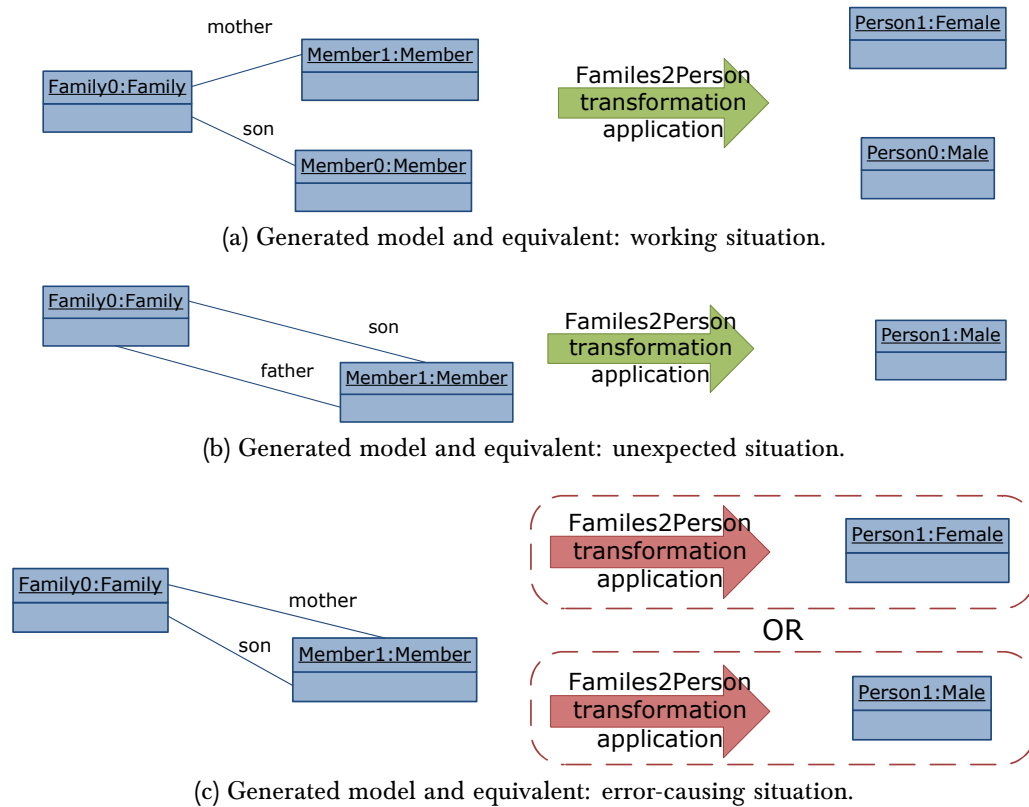 mother
Member1:Member
Family0:Family
son
Member0:Member
Familes2Person
transformation
application
Person1:Female
Person0:Male
(a) Generated model and equivalent: working situation.
Family0:Family
son
father
Member1:Member
Familes2Person
transformation
application
Person1:Male
(b) Generated model and equivalent: unexpected situation.
Family0:Family
mother
son
Member1:Member
Familes2Person
transformation
application
Person1:Female
OR
Familes2Person
transformation
application
Person1:Male
(c) Generated model and equivalent: error-causing situation.